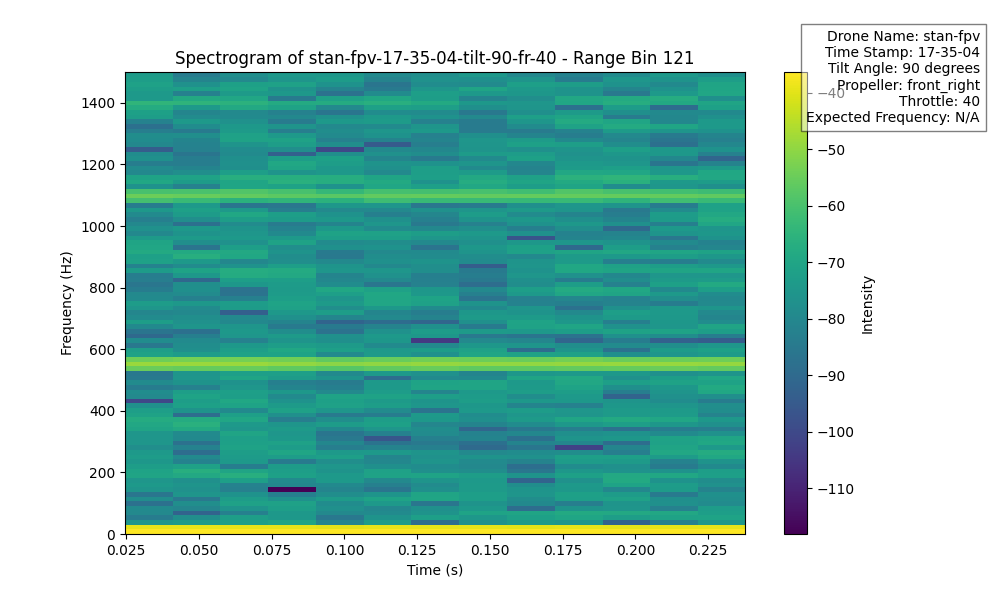 Spectrogram of stan-fpv-17-35-04-tilt-90-fr-40 - Range Bin 121
Drone Name: stan-fpv
Time Stamp: 17-35-04
Tilt Angle: 90 degrees
Propeller: front_right
Throttle: 40
Expected Frequency: N/A
Frequency (Hz)
1400
1200
1000
800
600
400
200
0
0.025
0.050
0.075
0.100
0.125
0.150
0.175
0.200
0.225
Time (s)
−40
−50
−60
−70
−80
−90
−100
−110
Intensity